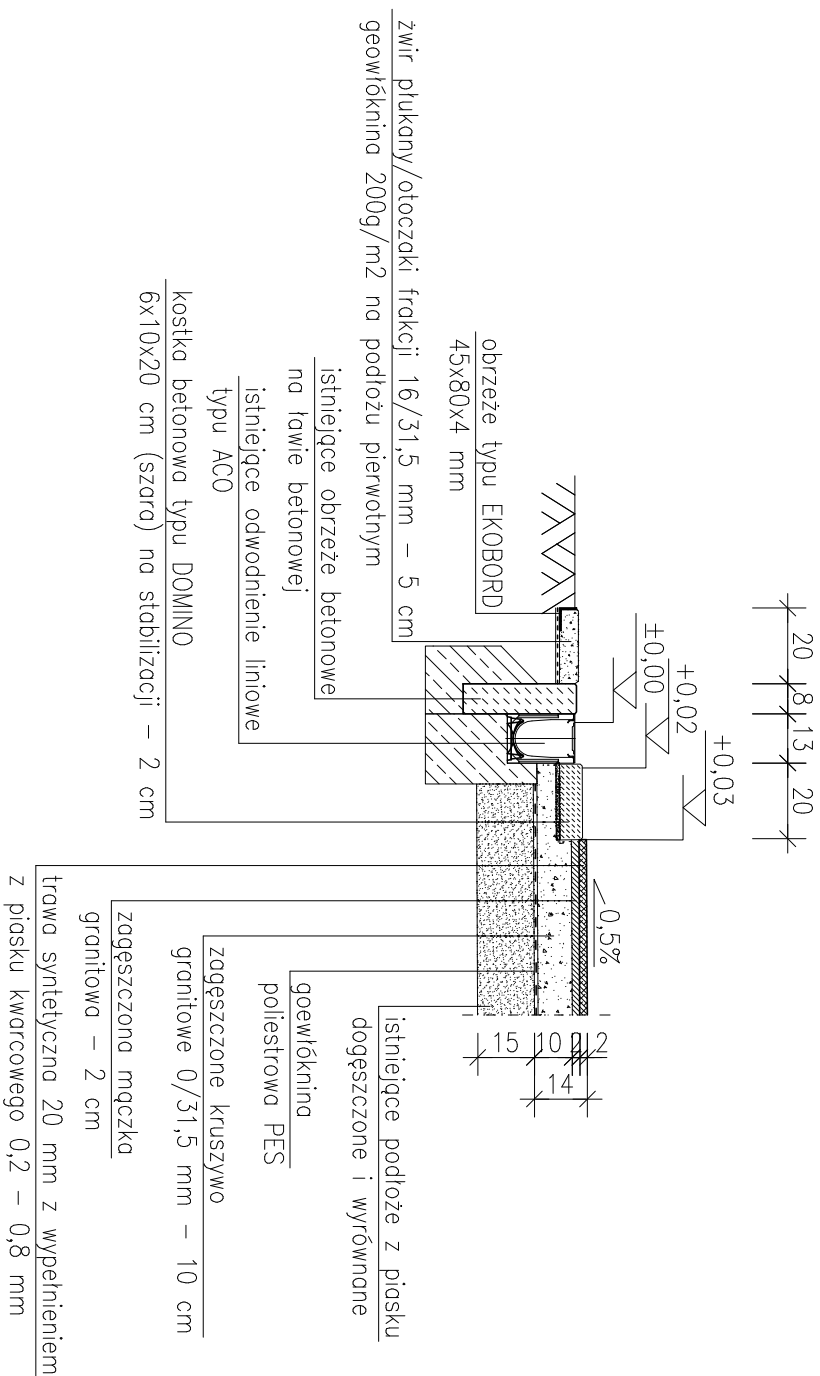 20
8
13
20
+0,03
+0,02
±0,00
0,5%
2
2
10
15
14
obrzeże typu EKOBORD
45x80x4 mm
żwir płukany/otoczaki frakcji 16/31,5 mm – 5 cm
geowłóknina 200g/m2 na podłożu pierwotnym
istniejące obrzeże betonowe
na ławie betonowej
istniejące odwodnienie liniowe
typu ACO
kostka betonowa typu DOMINO
6x10x20 cm (szara) na stabilizacji – 2 cm
istniejące podłoże z piasku
dogęszczone i wyrównane
goewłóknina
poliestrowa PES
zagęszczone kruszywo
granitowe 0/31,5 mm – 10 cm
zagęszczona mączka
granitowa – 2 cm
trawa syntetyczna 20 mm z wypełnieniem
z piasku kwarcowego 0,2 – 0,8 mm